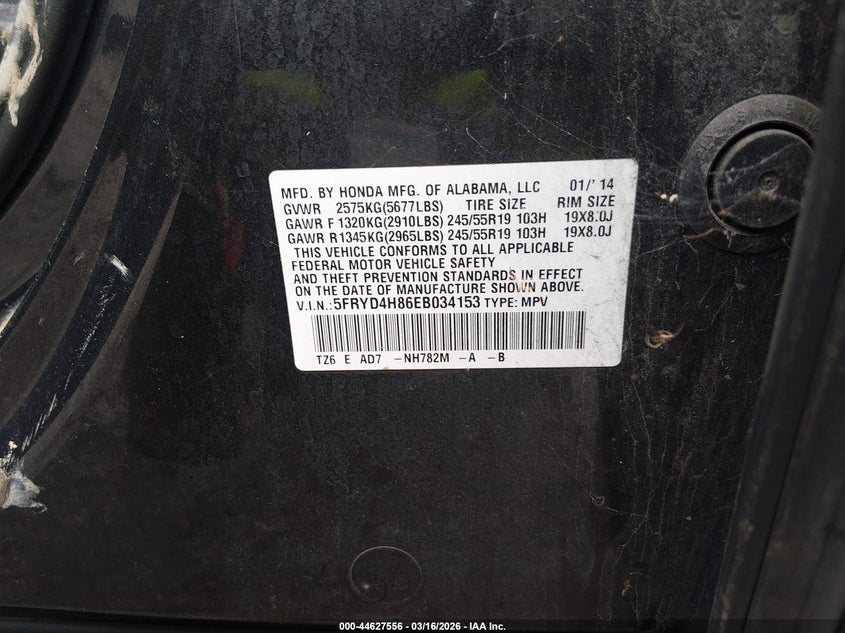 MFD. BY HONDA MFG. OF ALABAMA, LLC 01/'14
GVWR 2575KG(5677LBS) TIRE SIZE RIM SIZE
GAWR F 1320KG(2910LBS) 245/55R19 103H 19X8.0J
GAWR R 1345KG(2965LBS) 245/55R19 103H 19X8.0J
THIS VEHICLE CONFORMS TO ALL APPLICABLE
FEDERAL MOTOR VEHICLE SAFETY
AND THEFT PREVENTION STANDARDS IN EFFECT
ON THE DATE OF MANUFACTURE SHOWN ABOVE.
V.I.N.:5FRYD4H86EB034153 TYPE: MPV
TZ6 E AD7 -NH782M -A -B
000-44627556 - 03/16/2026 - IAA Inc.